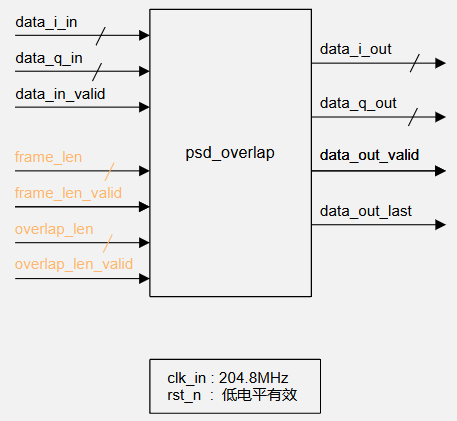 data_i_in
data_q_in
data_in_valid
frame_len
frame_len_valid
overlap_len
overlap_len_valid
psd_overlap
data_i_out
data_q_out
data_out_valid
data_out_last
clk_in : 204.8MHz
rst_n : 低电平有效